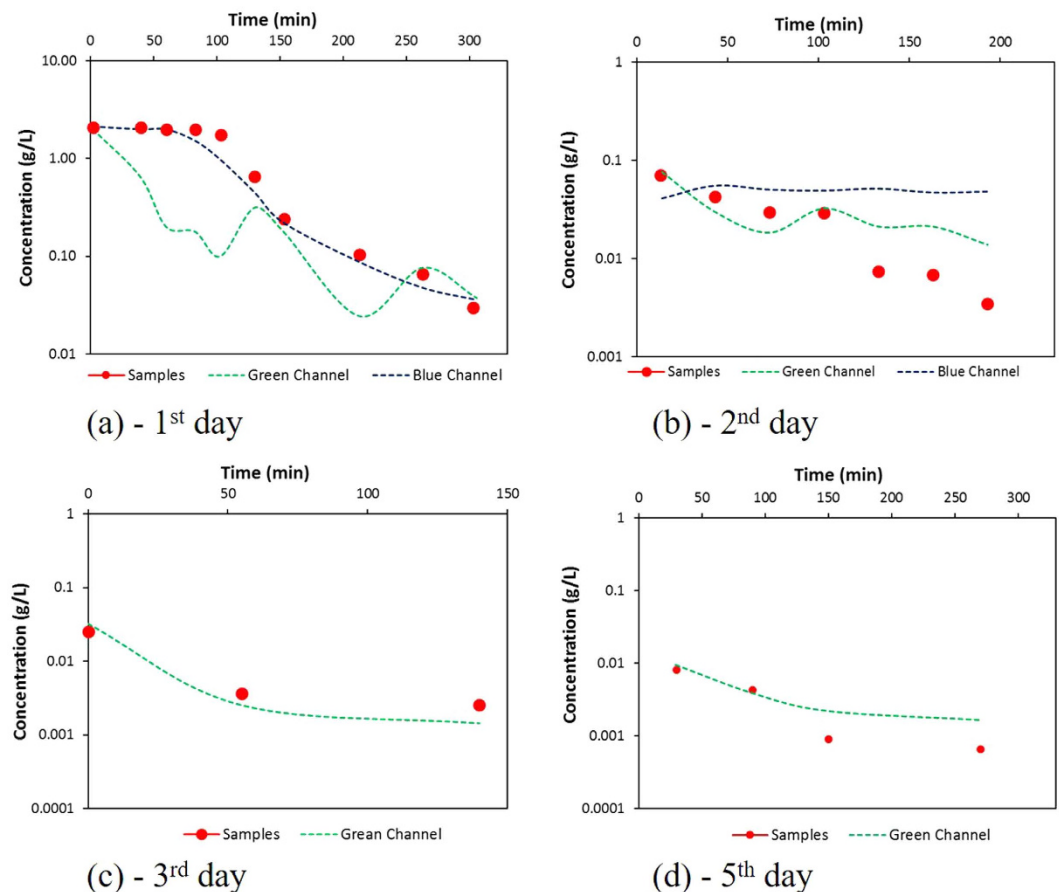 Time (min)
0 50 100 150 200 250 300
10.00
1.00
0.10
0.01
Concentration (g/L)
Samples Green Channel Blue Channel
(a) - 1st day
Time (min)
0 50 100 150 200
1
0.1
0.01
0.001
Concentration (g/L)
Samples Green Channel Blue Channel
(b) - 2nd day
Time (min)
0 50 100 150
1
0.1
0.01
0.001
0.0001
Concentration (g/L)
Samples Grean Channel
(c) - 3rd day
Time (min)
0 50 100 150 200 250 300
1
0.1
0.01
0.001
0.0001
Concentration (g/L)
Samples Green Channel
(d) - 5th day